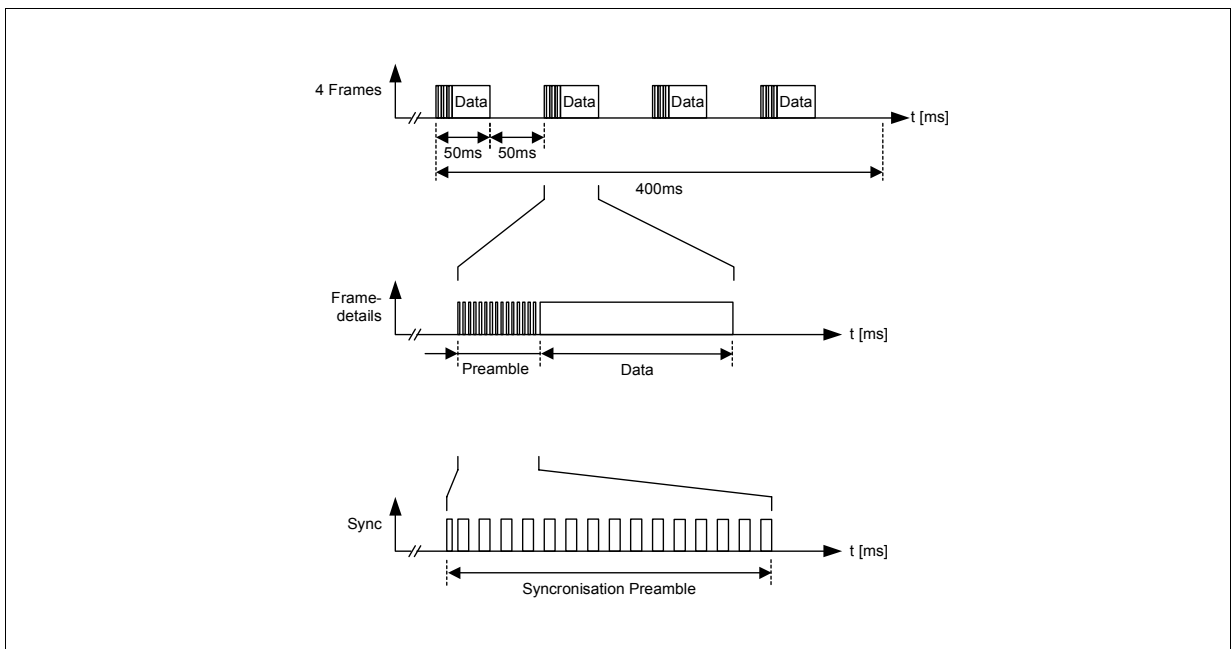 4 Frames
Data
Data
Data
Data
t [ms]
50ms
50ms
400ms
Frame-
details
t [ms]
Preamble
Data
Sync
t [ms]
Syncronisation Preamble